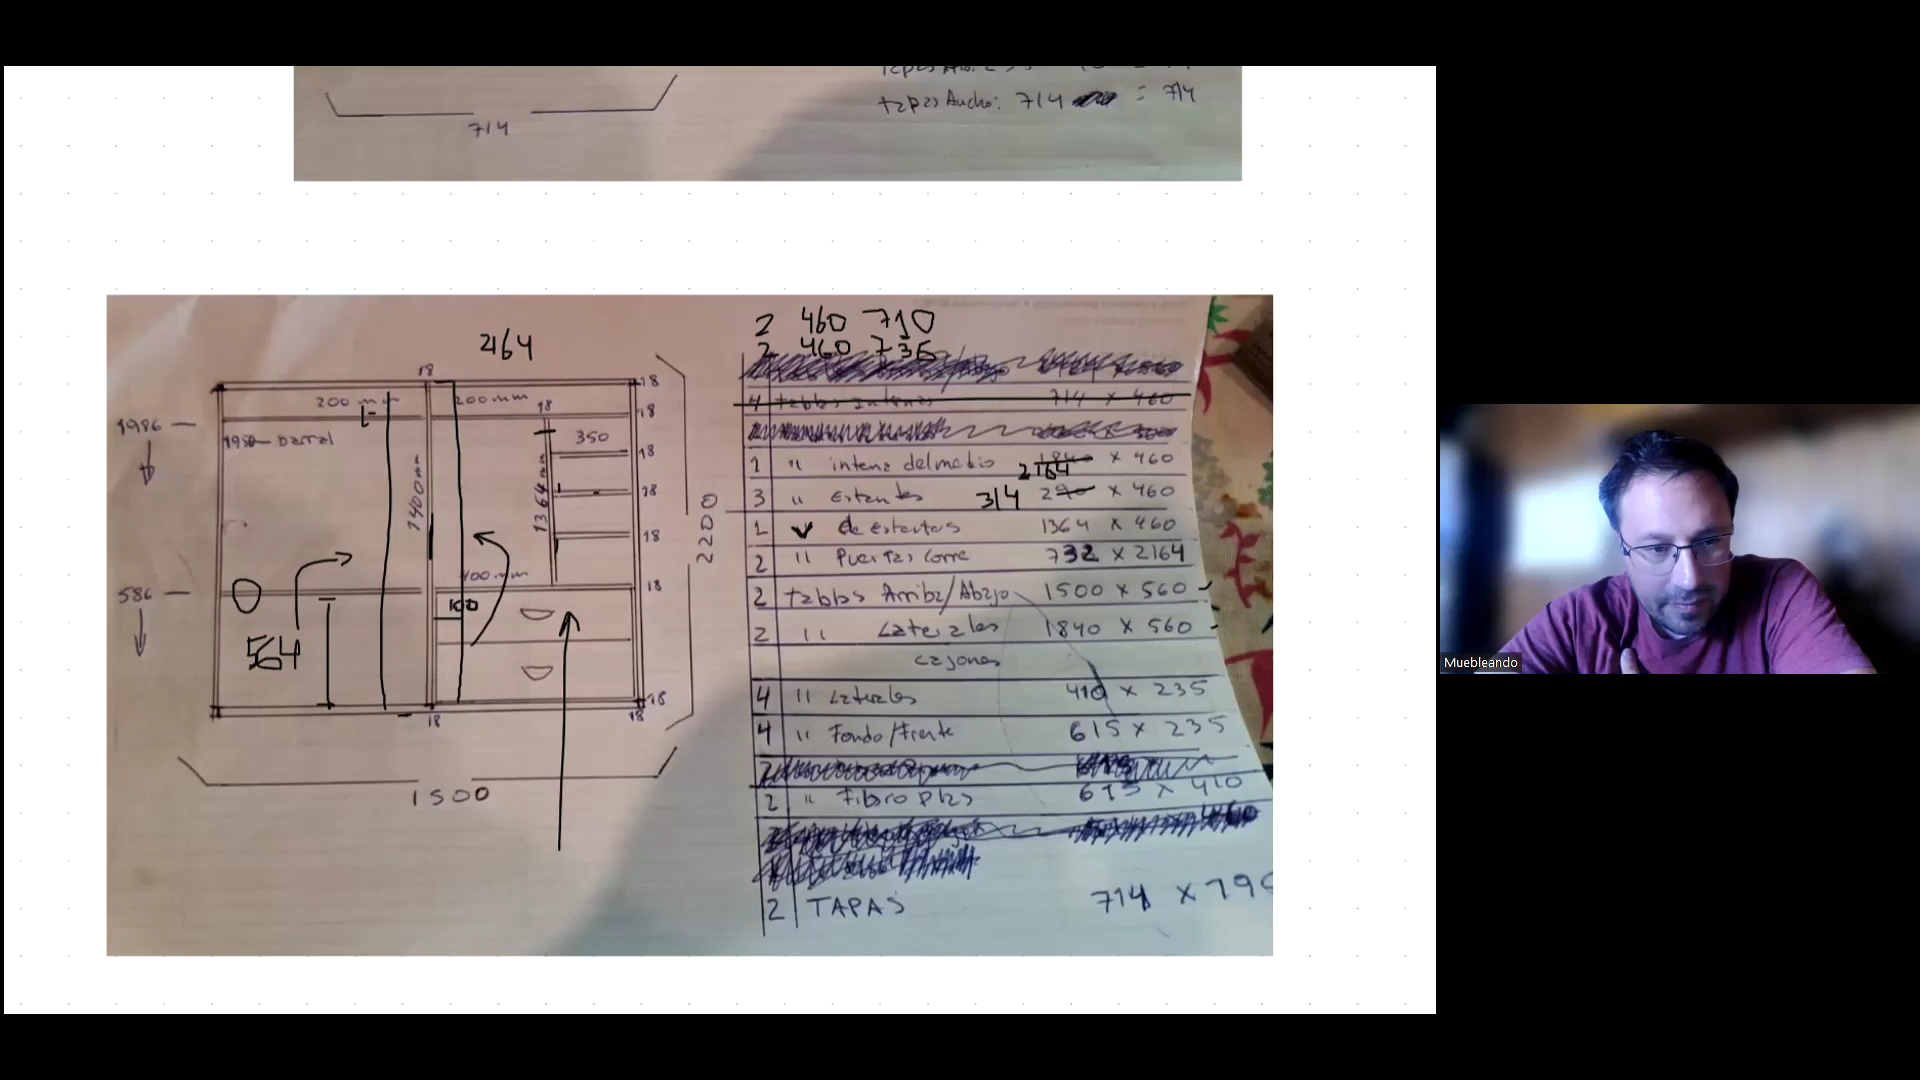 tapas Ancho: 714 = 714
714
464
2 460 710
2 460 735
18
18
200 mm
200 mm
18
18
1986
1950 barral
350
18
4 tablas internas 714 x 460
1 " interna del medio 1840 2164 x 460
3 " Estantes 314 290 x 460
1 " de estantes 1364 x 460
2 " Puertas corre 732 x 2164
2 tablas Arriba/Abajo 1500 x 560
2 " Laterales 1840 x 560
cajones
4 " Laterales 410 x 235
4 " Fondo/Frente 615 x 235
2 " Fibro plas 615 x 410
2 TAPAS 714 x 196
1400 mm
1364 mm
18
2200
18
400 mm
586
18
100
564
18
18
18
1500
Muebleando